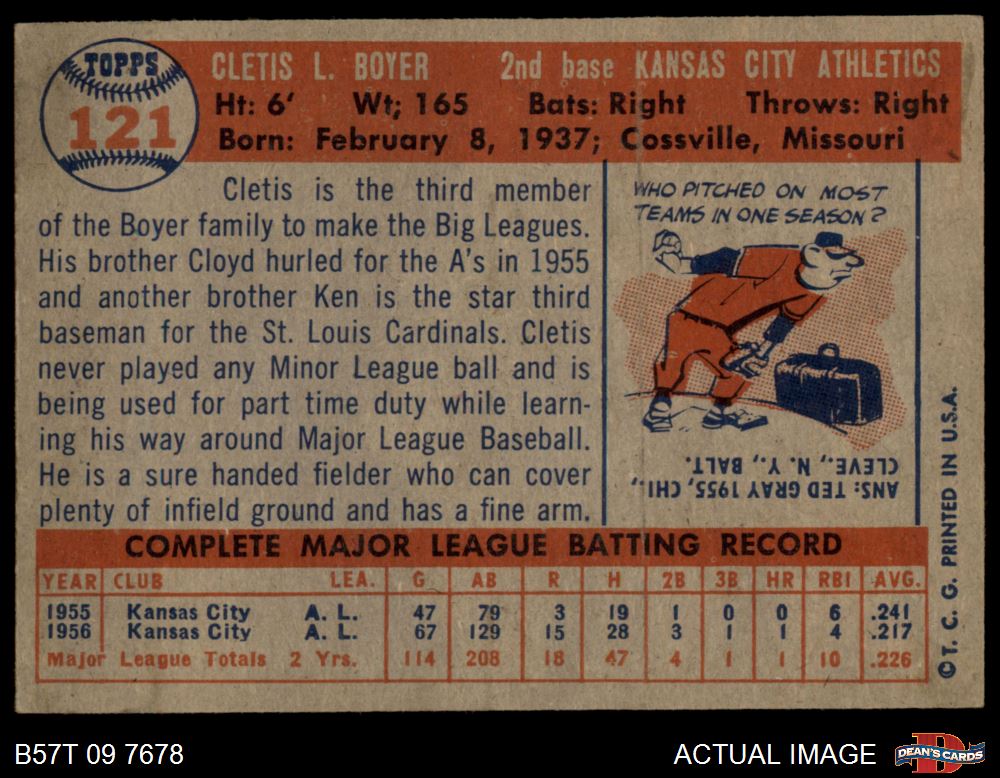 TOPPS
121
CLETIS L. BOYER 2nd base KANSAS CITY ATHLETICS
Ht: 6' Wt; 165 Bats: Right Throws: Right
Born: February 8, 1937; Cossville, Missouri
Cletis is the third member
of the Boyer family to make the Big Leagues.
His brother Cloyd hurled for the A's in 1955
and another brother Ken is the star third
baseman for the St. Louis Cardinals. Cletis
never played any Minor League ball and is
being used for part time duty while learn-
ing his way around Major League Baseball.
He is a sure handed fielder who can cover
plenty of infield ground and has a fine arm.
WHO PITCHED ON MOST
TEAMS IN ONE SEASON?
ANS: TED GRAY 1955, CHI.,
CLEVE., N. Y., BALT.
COMPLETE MAJOR LEAGUE BATTING RECORD
YEAR CLUB LEA. G AB R H 2B 3B HR RBI AVG.
1955 Kansas City A. L. 47 79 3 19 1 0 0 6 .241
1956 Kansas City A. L. 67 129 15 28 3 1 1 4 .217
Major League Totals 2 Yrs. 114 208 18 47 4 1 1 10 .226
©T. C. G. PRINTED IN U.S.A.
B57T 09 7678
ACTUAL IMAGE
DEAN'S CARDS